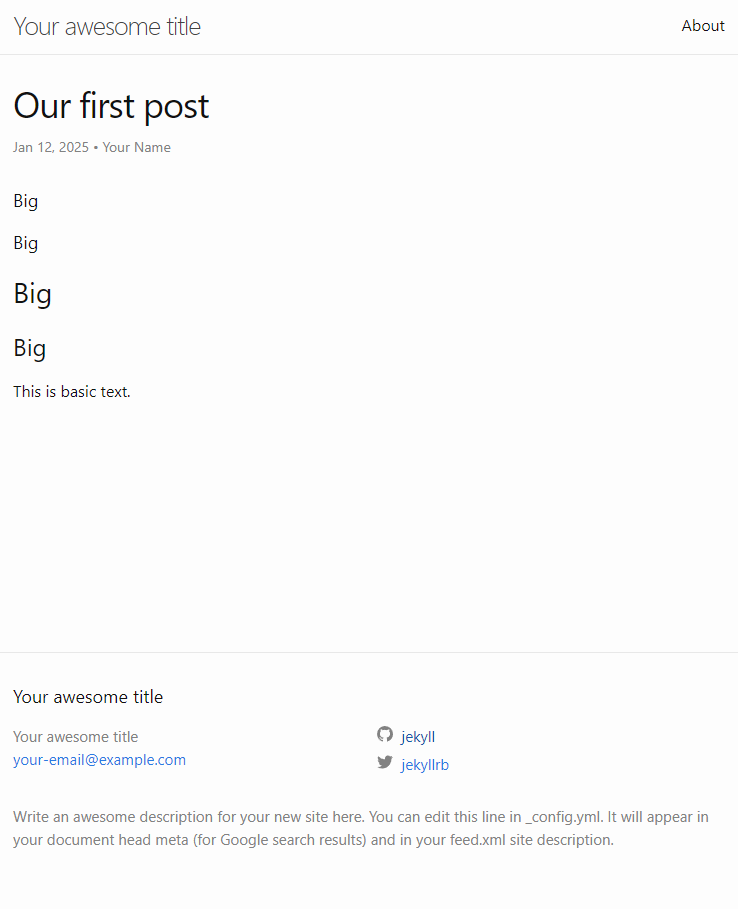 Your awesome title
About
Our first post
Jan 12, 2025 • Your Name
Big
Big
Big
Big
This is basic text.
Your awesome title
Your awesome title
your-email@example.com
jekyll
jekyllrb
Write an awesome description for your new site here. You can edit this line in _config.yml. It will appear in
your document head meta (for Google search results) and in your feed.xml site description.